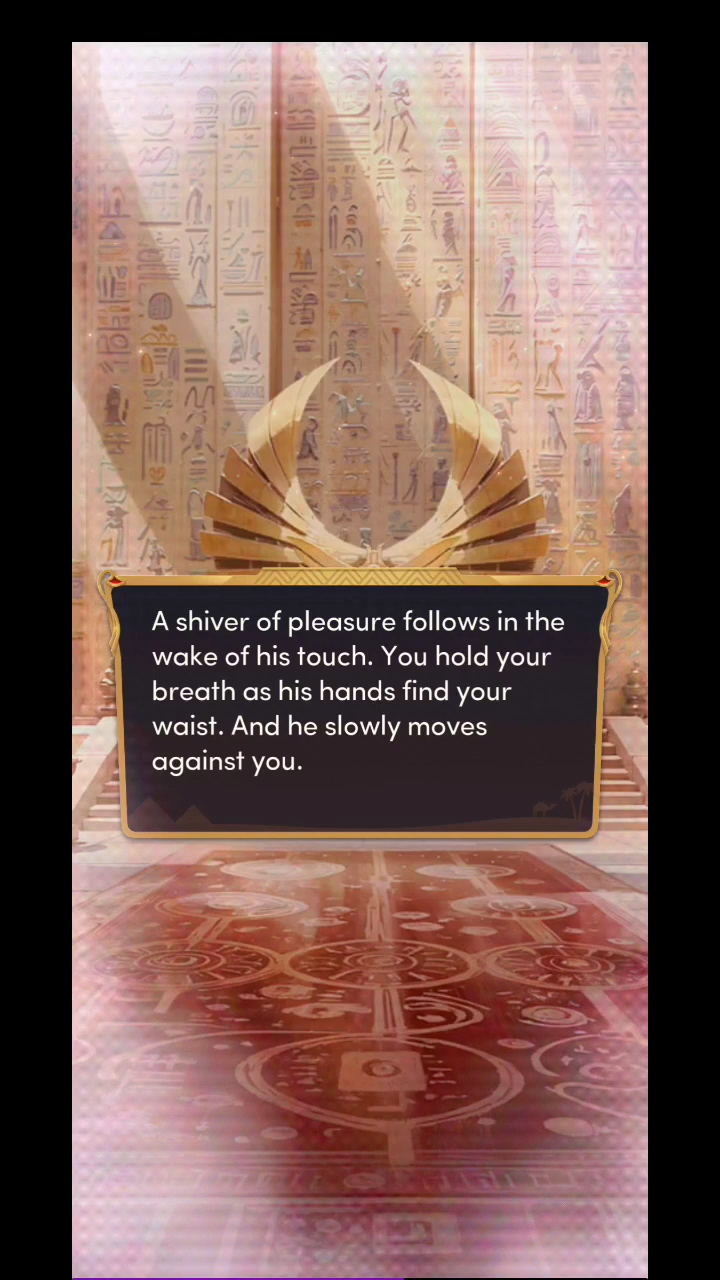 A shiver of pleasure follows in the
wake of his touch. You hold your
breath as his hands find your
waist. And he slowly moves
against you.